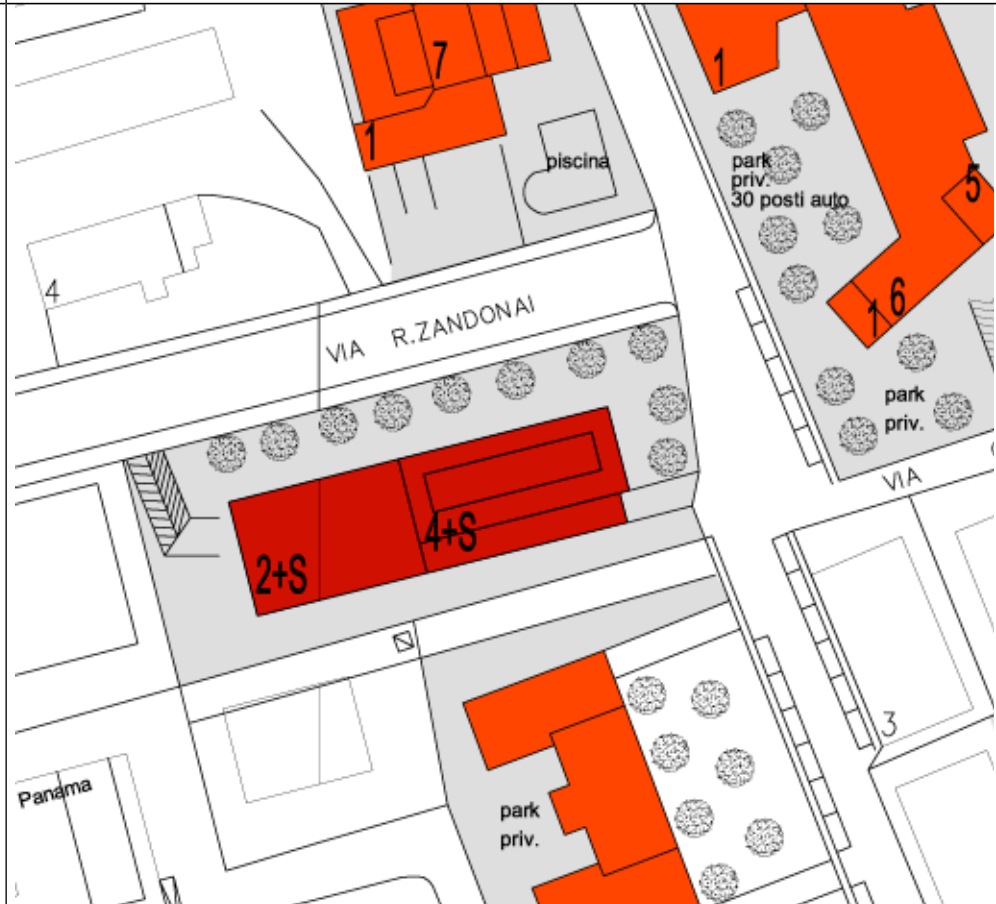 7
1
1
piscina
park
priv.
30 posti auto
5
4
6
1
VIA R.ZANDONAI
park
priv.
VIA
4+S
2+S
3
Panama
park
priv.